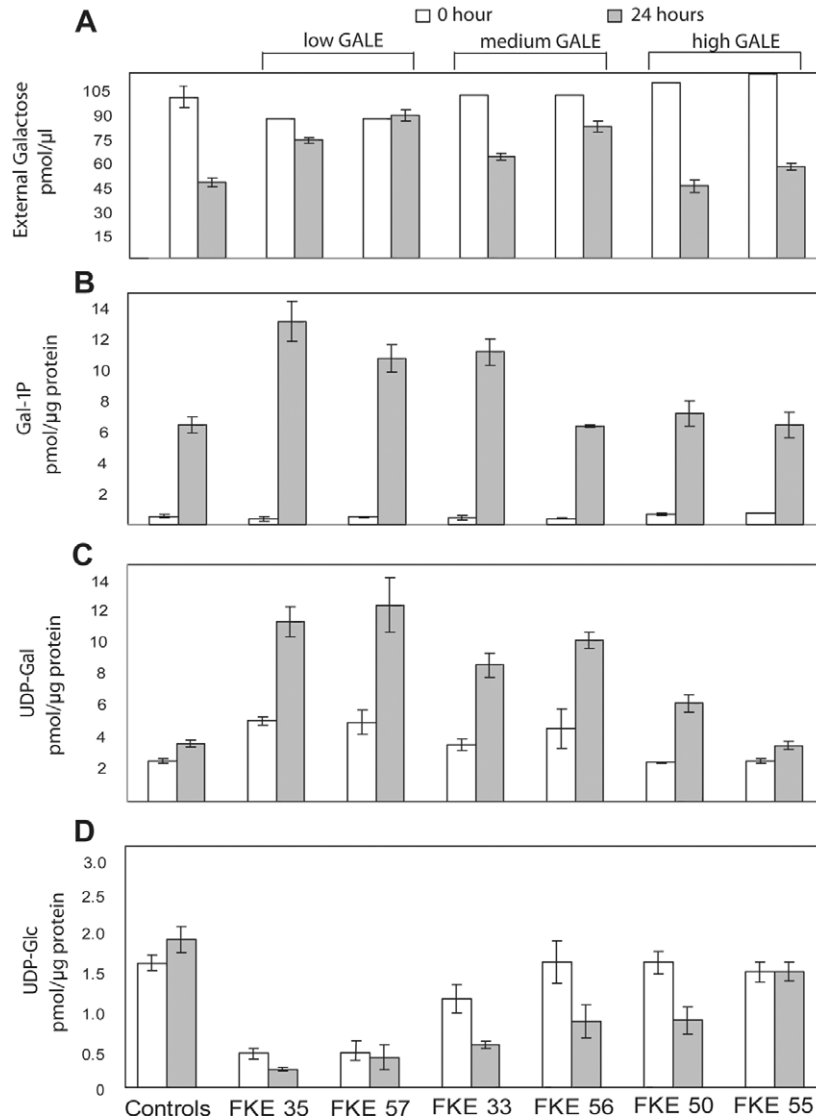 0 hour 24 hours
A
low GALE medium GALE high GALE
External Galactose
pmol/µl
105
90
75
60
45
30
15
B
Gal-1P
pmol/µg protein
14
12
10
8
6
4
2
C
UDP-Gal
pmol/µg protein
14
12
10
8
6
4
2
D
UDP-Glc
pmol/µg protein
3.0
2.5
2.0
1.5
1.0
0.5
0
Controls FKE 35 FKE 57 FKE 33 FKE 56 FKE 50 FKE 55